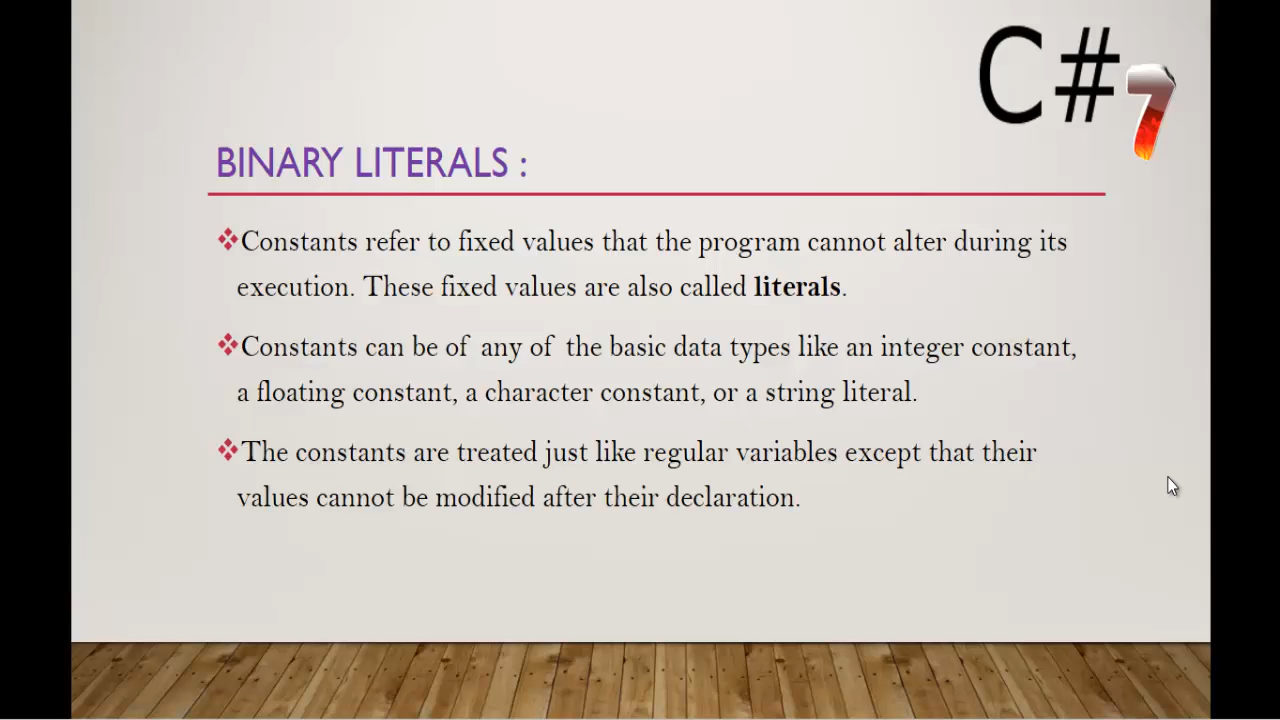 C#7
BINARY LITERALS :
❖Constants refer to fixed values that the program cannot alter during its
execution. These fixed values are also called literals.
❖Constants can be of any of the basic data types like an integer constant,
a floating constant, a character constant, or a string literal.
❖The constants are treated just like regular variables except that their
values cannot be modified after their declaration.